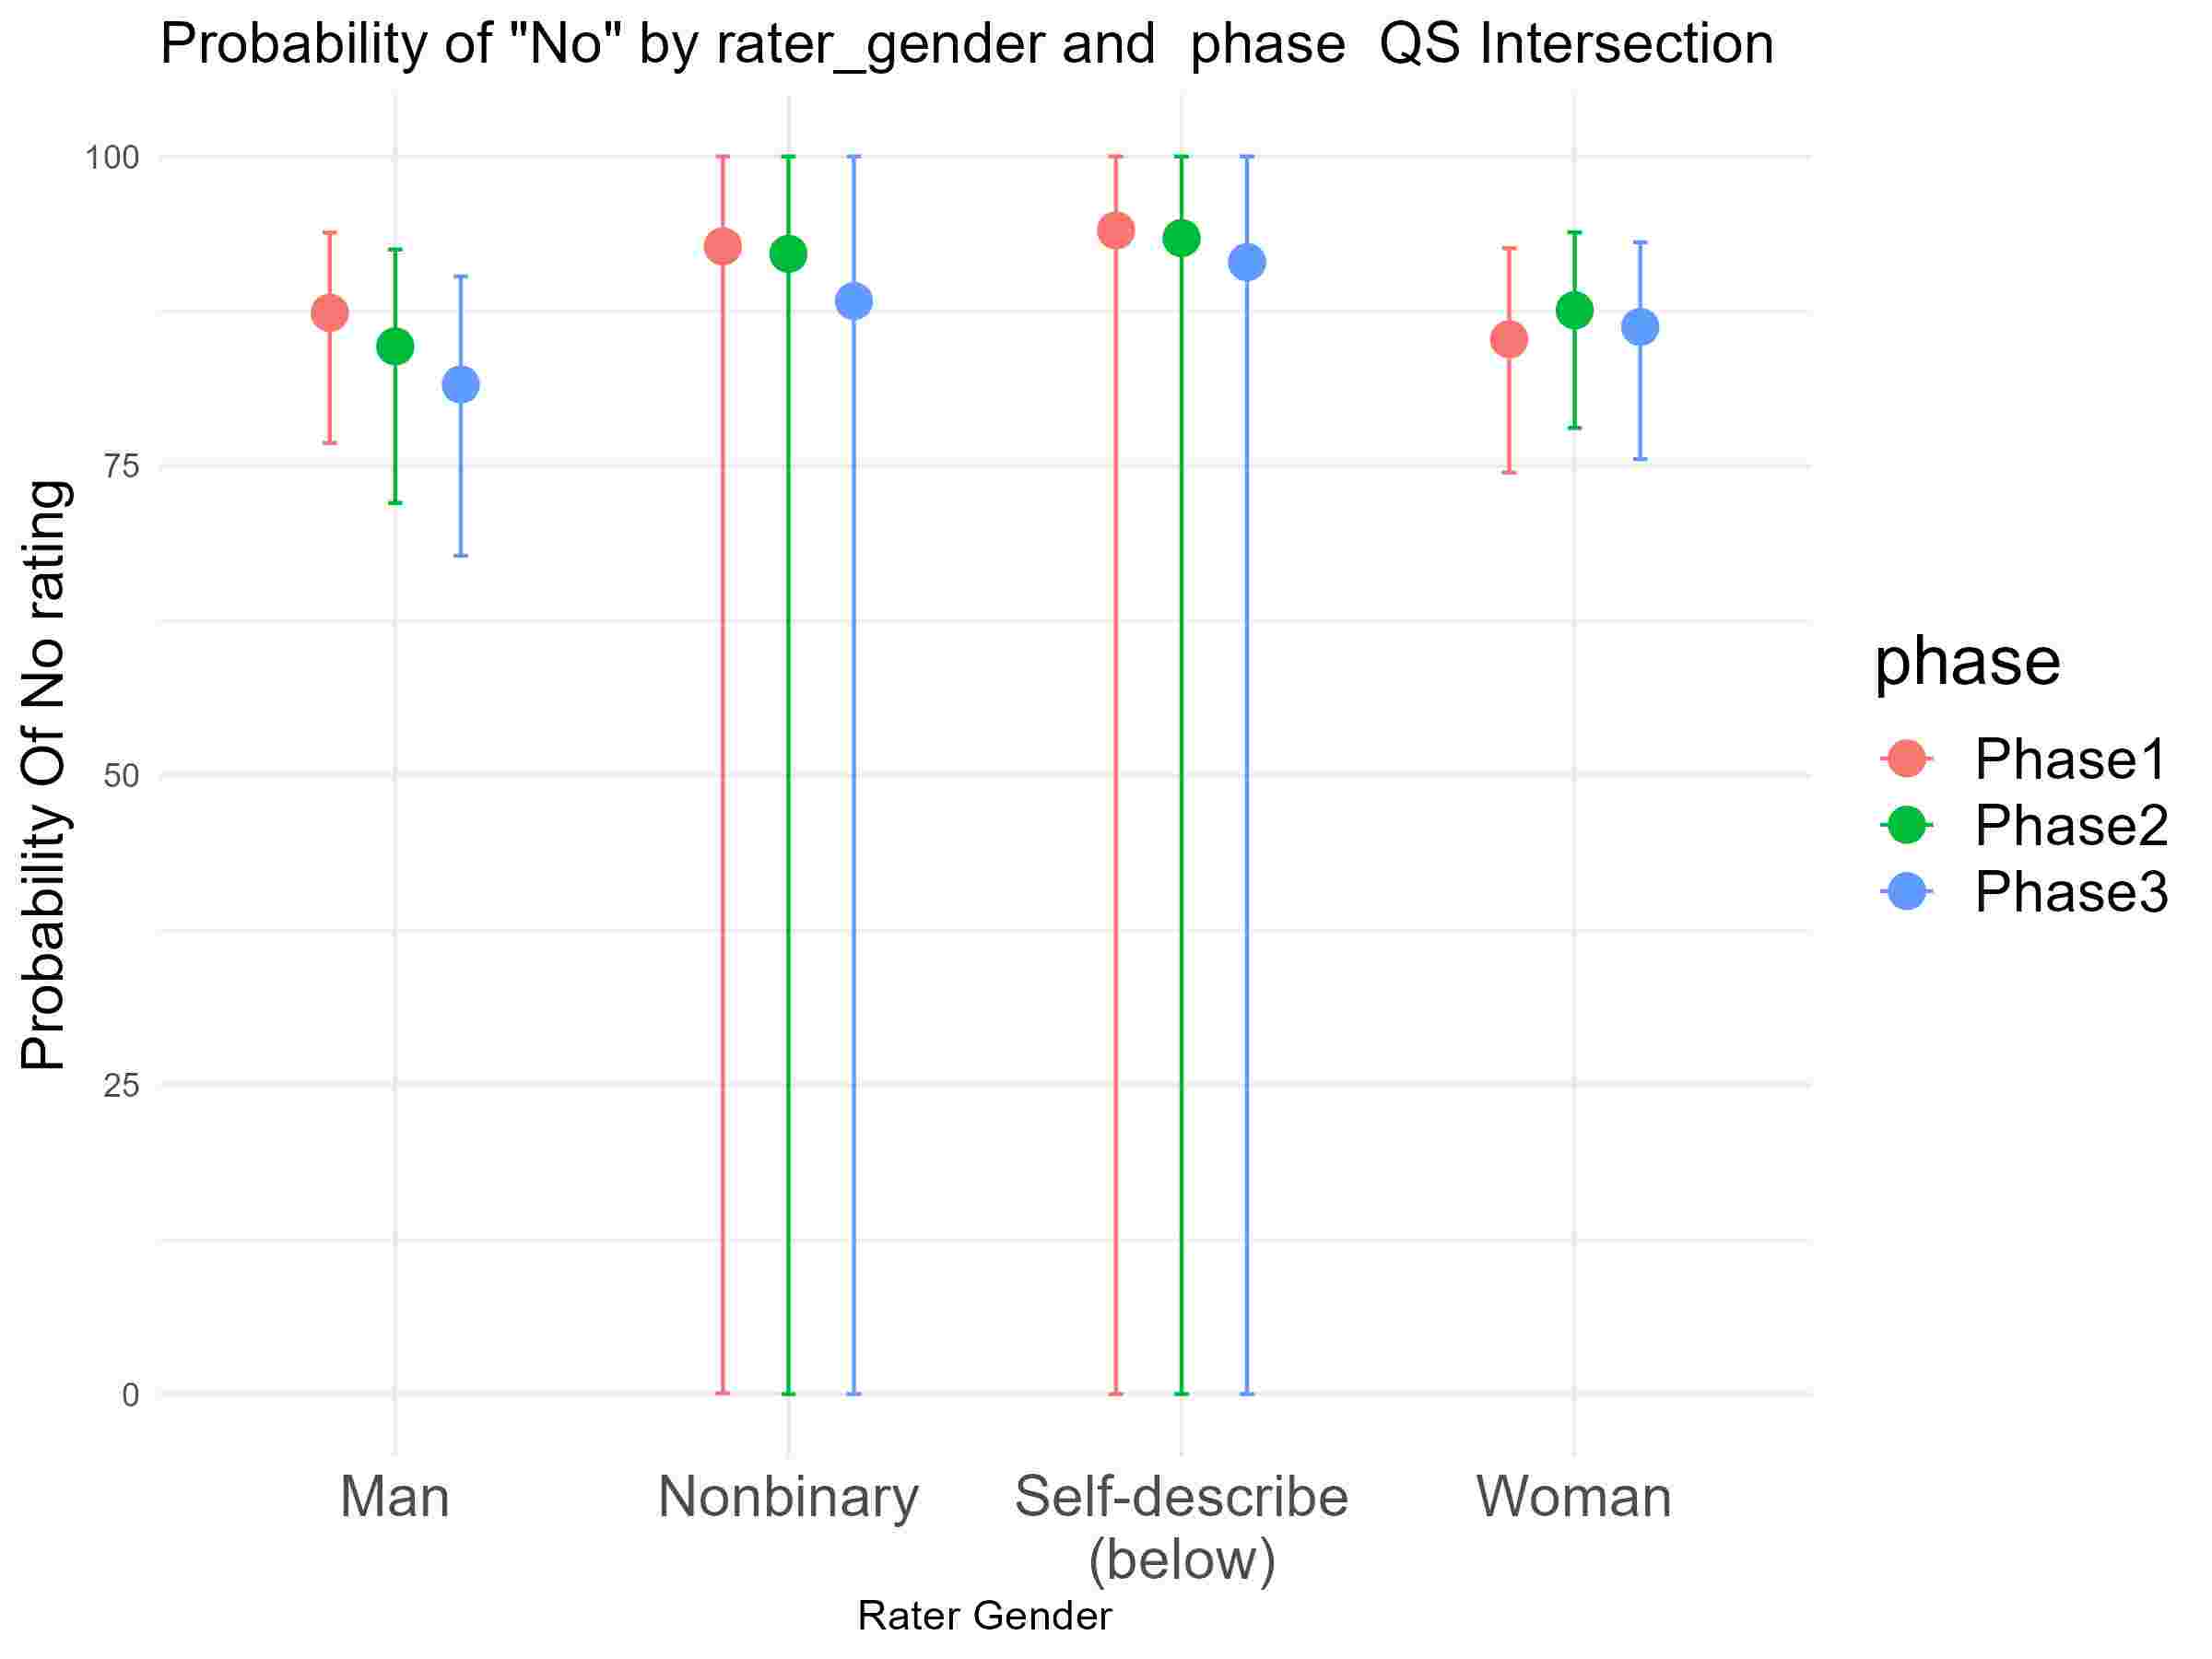 Probability of "No" by rater_gender and  phase  QS Intersection
Probability Of No rating
100
75
50
25
0
Man
Nonbinary
Self-describe
(below)
Woman
Rater Gender
phase
Phase1
Phase2
Phase3